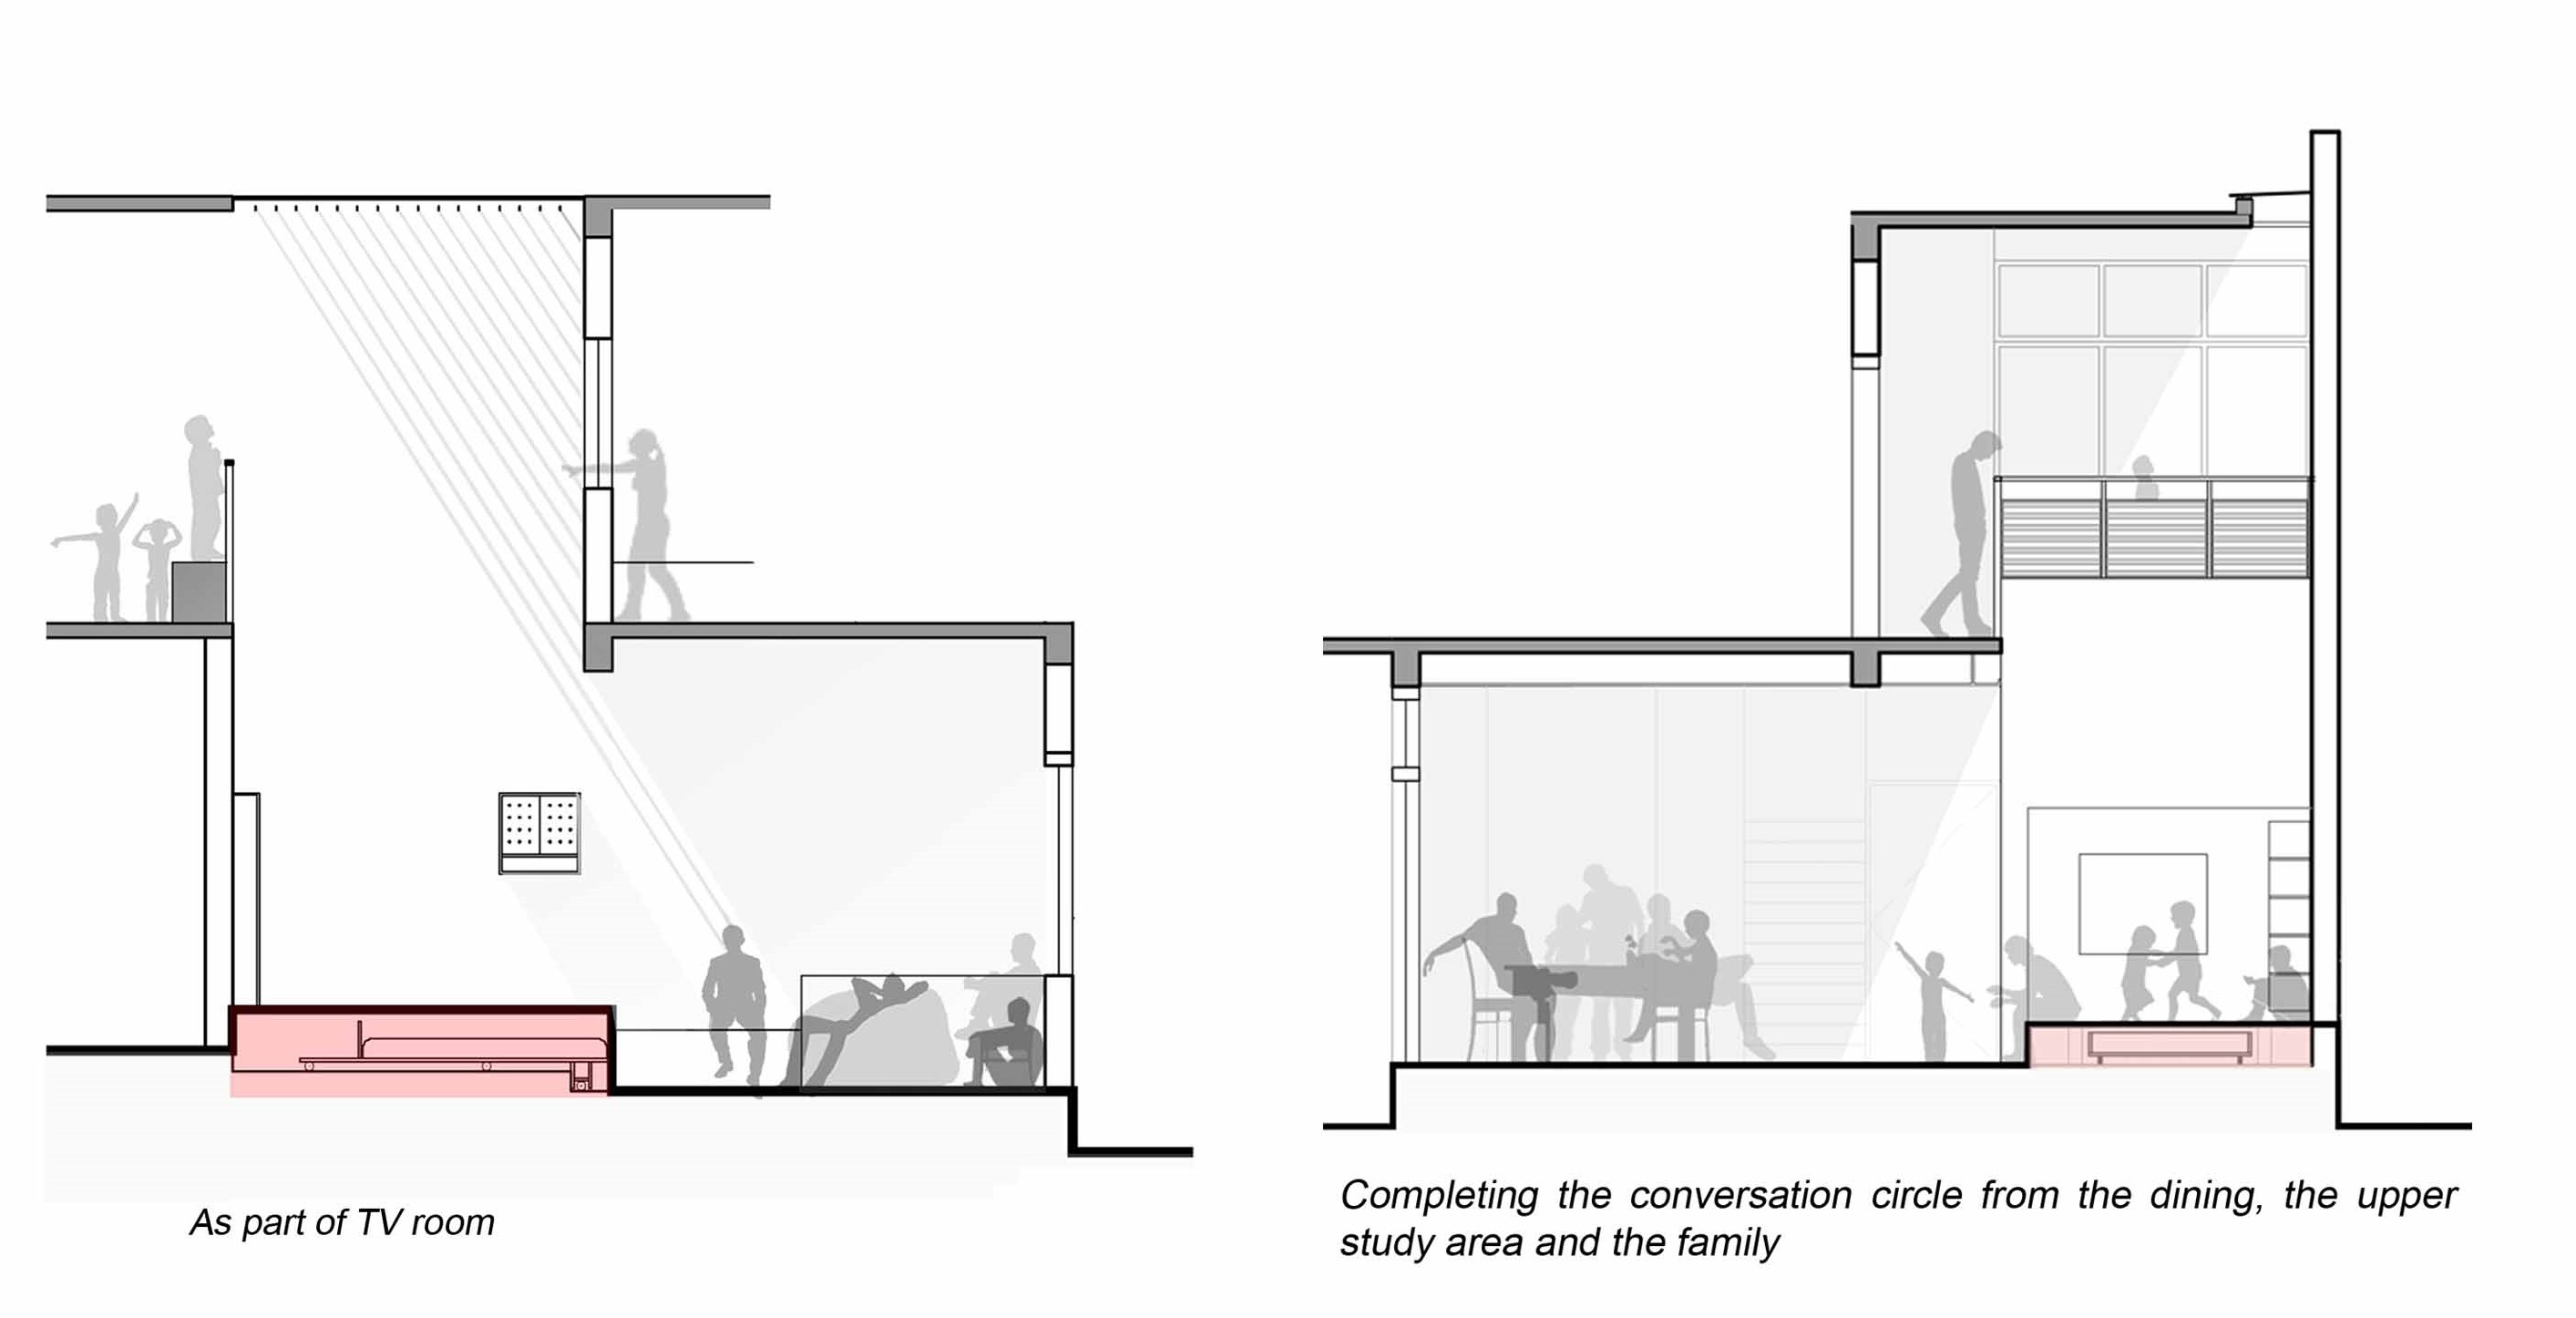 As part of TV room
Completing the conversation circle from the dining, the upper
study area and the family